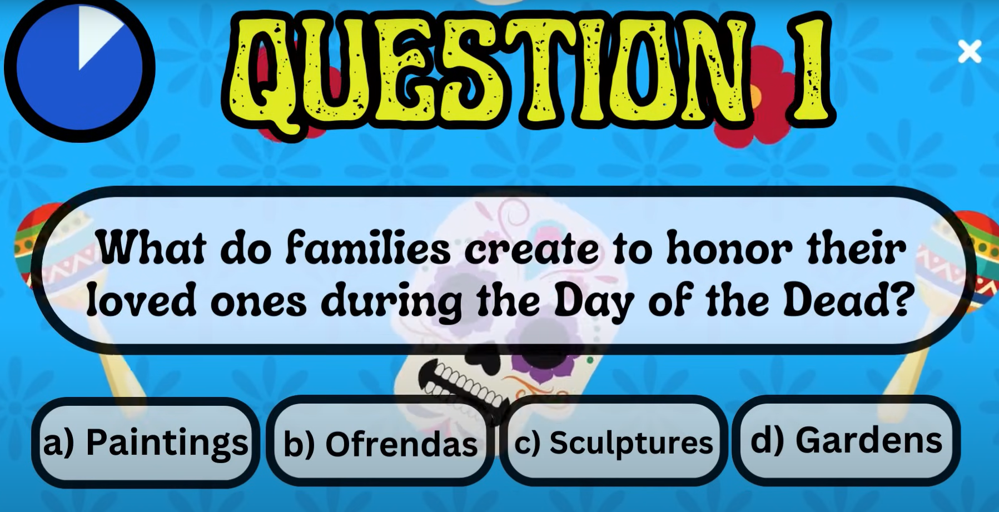 QUESTION 1
What do families create to honor their
loved ones during the Day of the Dead?
a) Paintings
b) Ofrendas
c) Sculptures
d) Gardens